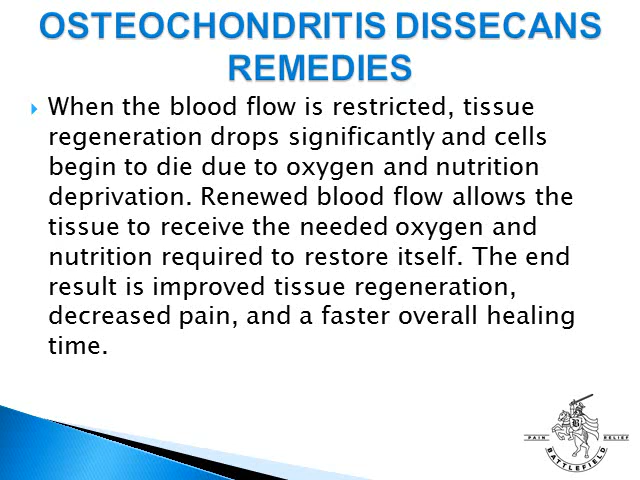 OSTEOCHONDRITIS DISSECANS
REMEDIES
When the blood flow is restricted, tissue
regeneration drops significantly and cells
begin to die due to oxygen and nutrition
deprivation. Renewed blood flow allows the
tissue to receive the needed oxygen and
nutrition required to restore itself. The end
result is improved tissue regeneration,
decreased pain, and a faster overall healing
time.
PAIN RELIEF
BATTLEFIELD